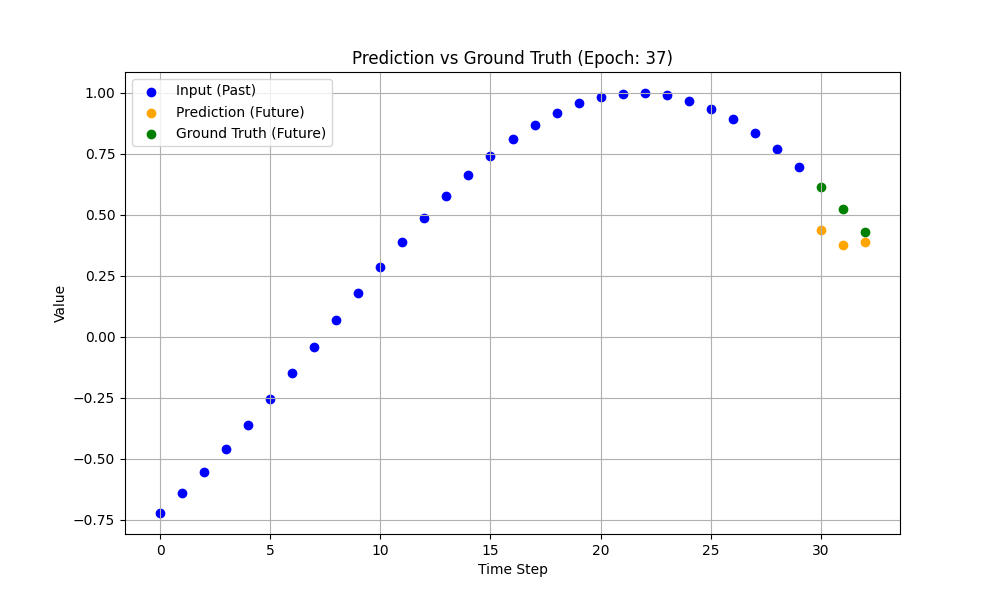 Prediction vs Ground Truth (Epoch: 37)
Input (Past)
Prediction (Future)
Ground Truth (Future)
1.00
0.75
0.50
0.25
0.00
−0.25
−0.50
−0.75
Value
0 5 10 15 20 25 30
Time Step